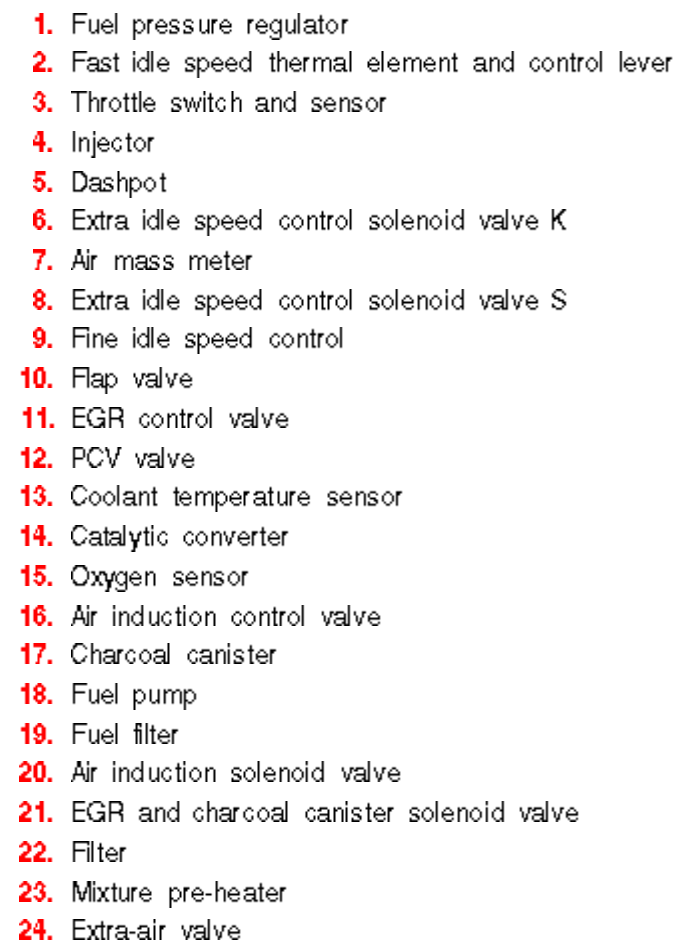 1. Fuel pressure regulator
2. Fast idle speed thermal element and control lever
3. Throttle switch and sensor
4. Injector
5. Dashpot
6. Extra idle speed control solenoid valve K
7. Air mass meter
8. Extra idle speed control solenoid valve S
9. Fine idle speed control
10. Flap valve
11. EGR control valve
12. PCV valve
13. Coolant temperature sensor
14. Catalytic converter
15. Oxygen sensor
16. Air induction control valve
17. Charcoal canister
18. Fuel pump
19. Fuel filter
20. Air induction solenoid valve
21. EGR and charcoal canister solenoid valve
22. Filter
23. Mixture pre-heater
24. Extra-air valve